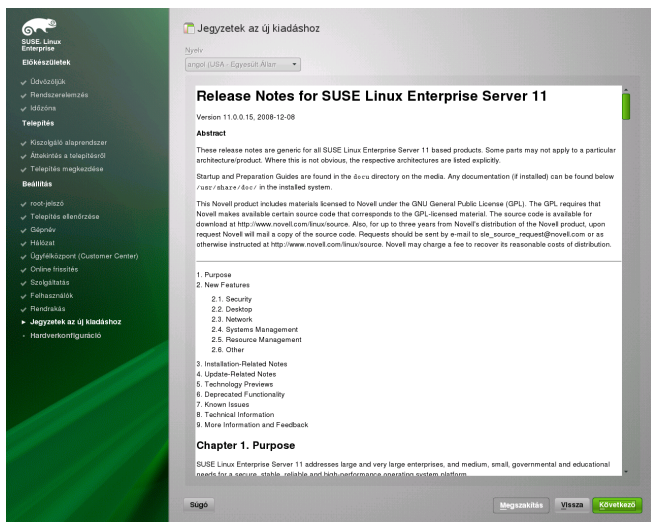 SUSE. Linux
Enterprise
Előkészületek
Üdvözöljük
Rendszerelemzés
Időzóna
Telepítés
Kiszolgáló alaprendszer
Áttekintés a telepítésről
Telepítés megkezdése
Beállítás
root-jelszó
Telepítés ellenőrzése
Gépnév
Hálózat
Ügyfélközpont (Customer Center)
Online frissítés
Szolgáltatás
Felhasználók
Rendrakás
Jegyzetek az új kiadáshoz
Hardverkonfiguráció
Jegyzetek az új kiadáshoz
Nyelv
angol (USA - Egyesült Állam
Release Notes for SUSE Linux Enterprise Server 11
Version 11.0.0.15, 2008-12-08
Abstract
These release notes are generic for all SUSE Linux Enterprise Server 11 based products. Some parts may not apply to a particular
architecture/product. Where this is not obvious, the respective architectures are listed explicitly.
Startup and Preparation Guides are found in the docu directory on the media. Any documentation (if installed) can be found below
/usr/share/doc/ in the installed system.
This Novell product includes materials licensed to Novell under the GNU General Public License (GPL). The GPL requires that
Novell makes available certain source code that corresponds to the GPL-licensed material. The source code is available for
download at http://www.novell.com/linux/source. Also, for up to three years from Novell's distribution of the Novell product, upon
request Novell will mail a copy of the source code. Requests should be sent by e-mail to sle_source_request@novell.com or as
otherwise instructed at http://www.novell.com/linux/source. Novell may charge a fee to recover its reasonable costs of distribution.
1. Purpose
2. New Features
2.1. Security
2.2. Desktop
2.3. Network
2.4. Systems Management
2.5. Resource Management
2.6. Other
3. Installation-Related Notes
4. Update-Related Notes
5. Technology Previews
6. Deprecated Functionality
7. Known Issues
8. Technical Information
9. More Information and Feedback
Chapter 1. Purpose
SUSE Linux Enterprise Server 11 addresses large and very large enterprises, and medium, small, governmental and educational
needs for a secure, stable, reliable and high-performance operating system platform.
Súgó
Megszakítás
Vissza
Következő